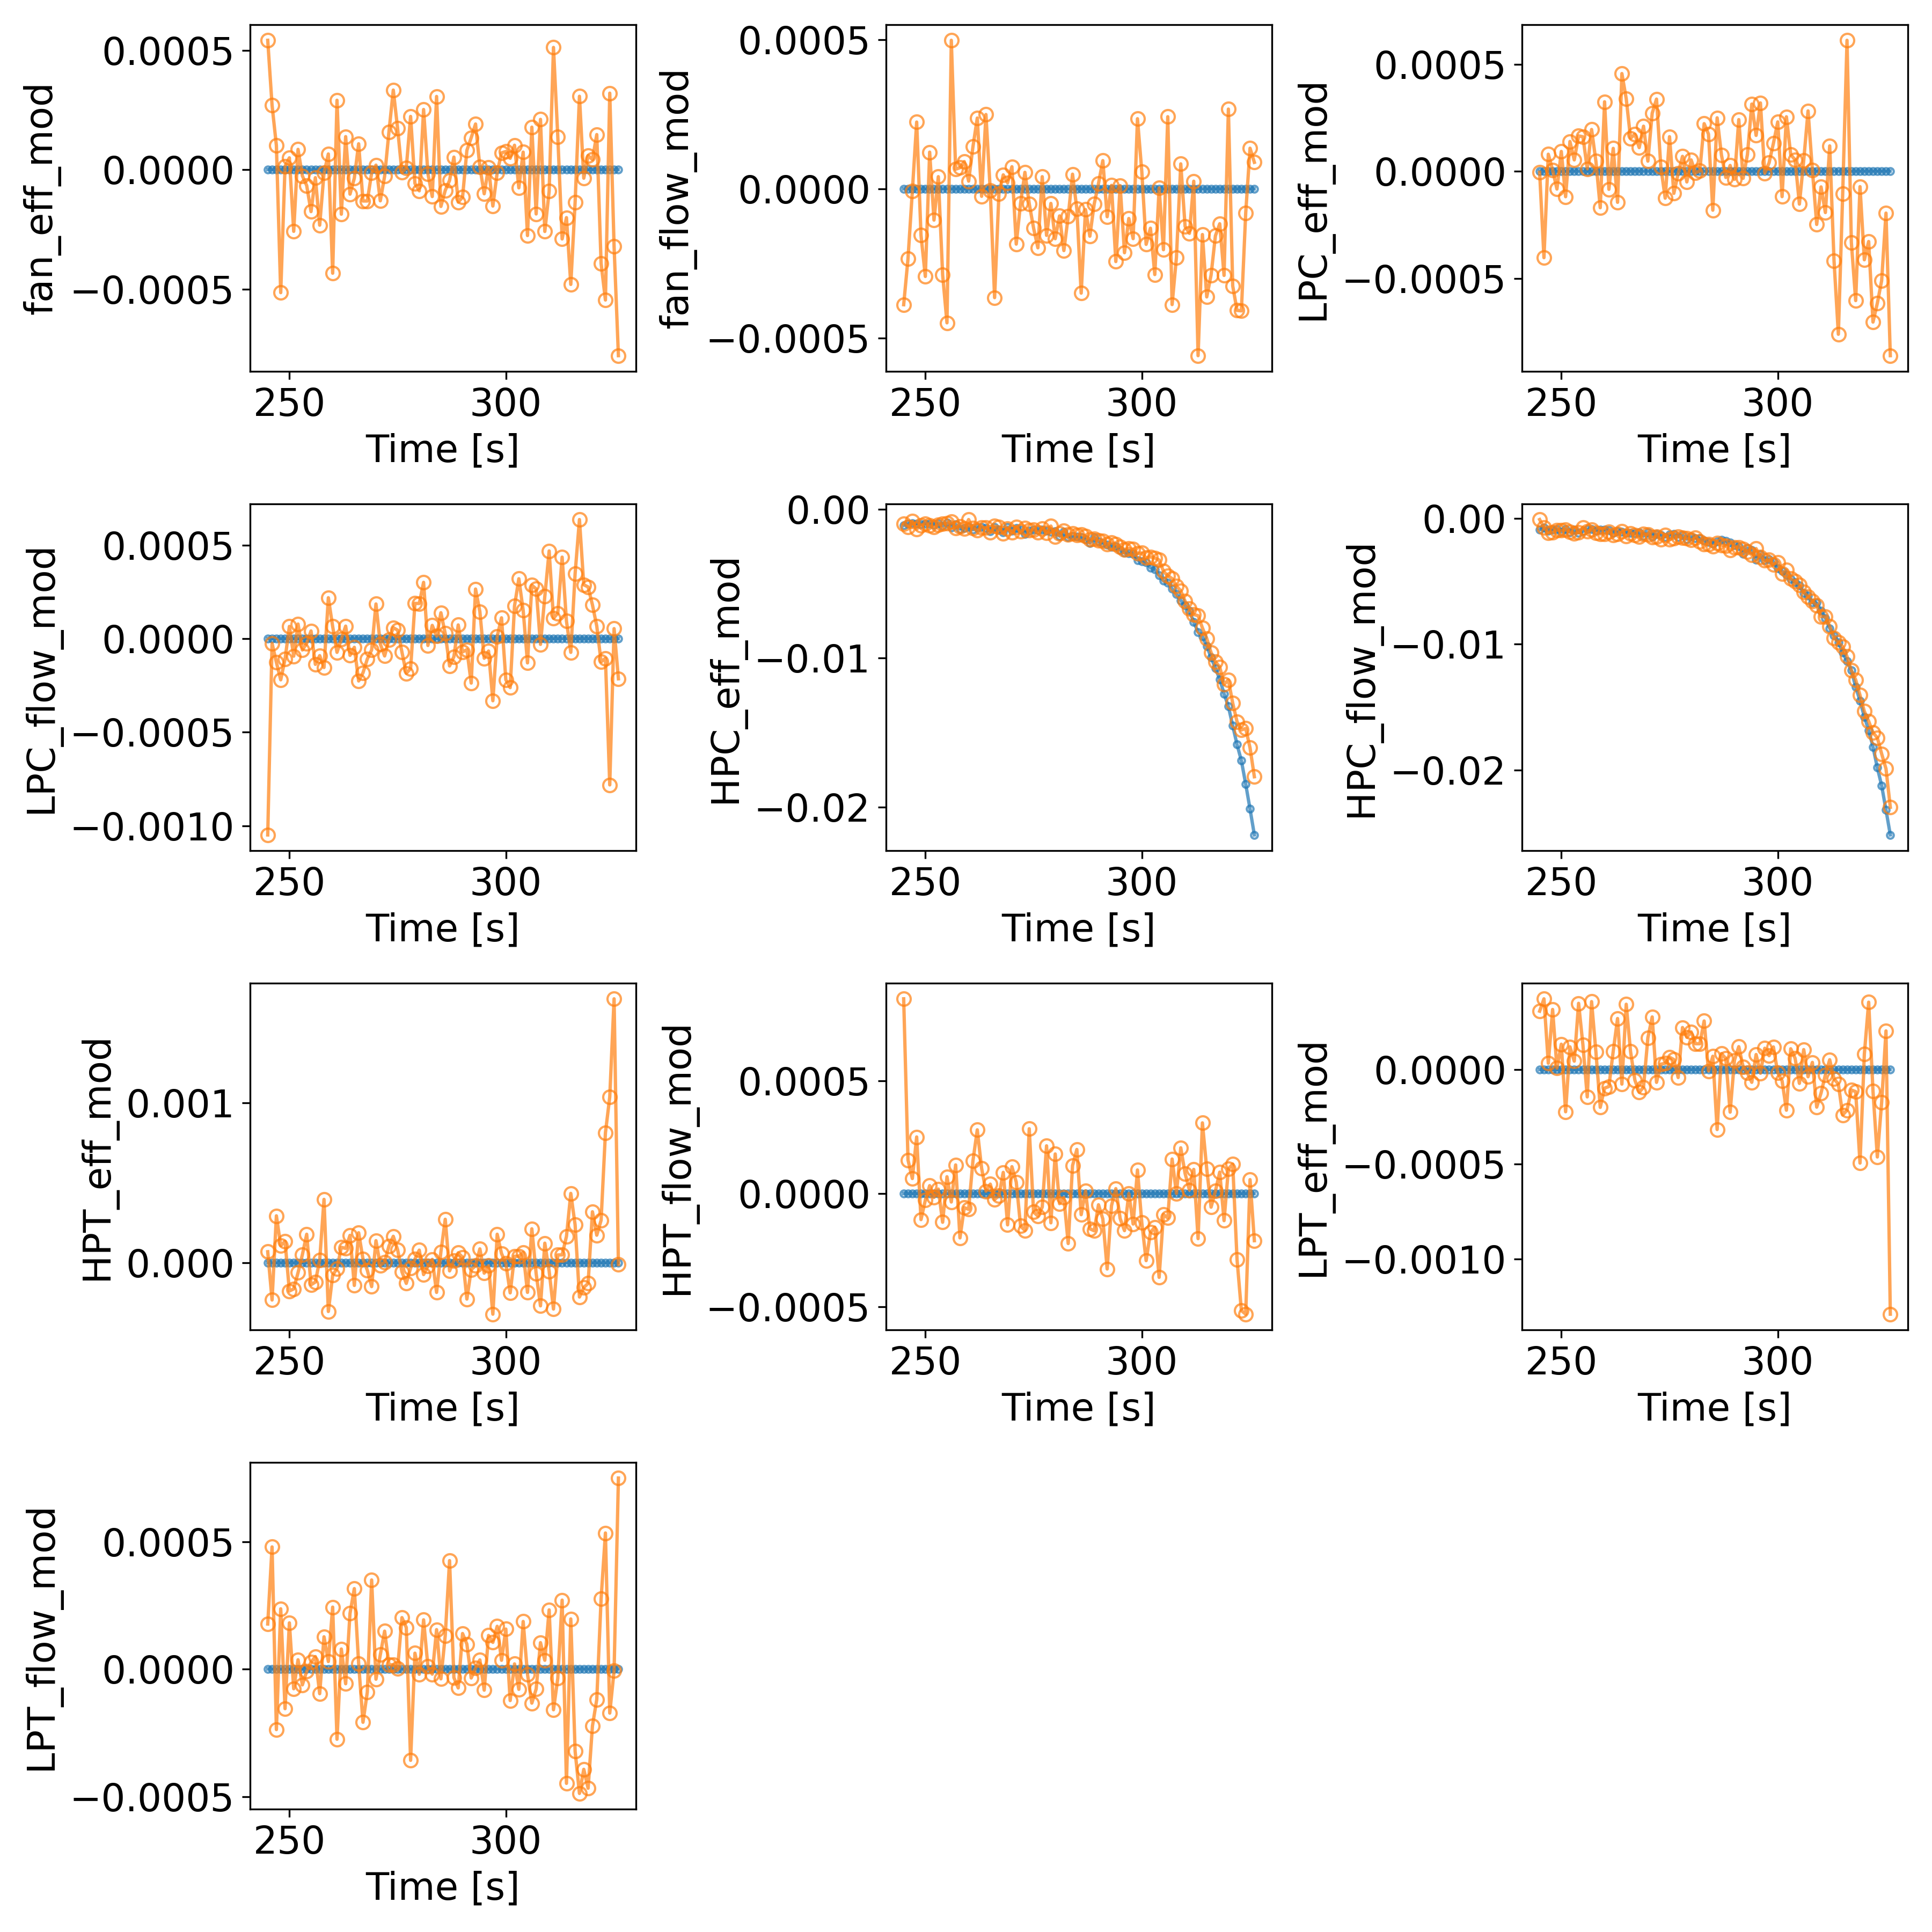 fan_eff_mod
0.0005
0.0000
−0.0005
250 300
Time [s]
fan_flow_mod
0.0005
0.0000
−0.0005
250 300
Time [s]
LPC_eff_mod
0.0005
0.0000
−0.0005
250 300
Time [s]
LPC_flow_mod
0.0005
0.0000
−0.0005
−0.0010
250 300
Time [s]
HPC_eff_mod
0.00
−0.01
−0.02
250 300
Time [s]
HPC_flow_mod
0.00
−0.01
−0.02
250 300
Time [s]
HPT_eff_mod
0.001
0.000
250 300
Time [s]
HPT_flow_mod
0.0005
0.0000
−0.0005
250 300
Time [s]
LPT_eff_mod
0.0000
−0.0005
−0.0010
250 300
Time [s]
LPT_flow_mod
0.0005
0.0000
−0.0005
250 300
Time [s]